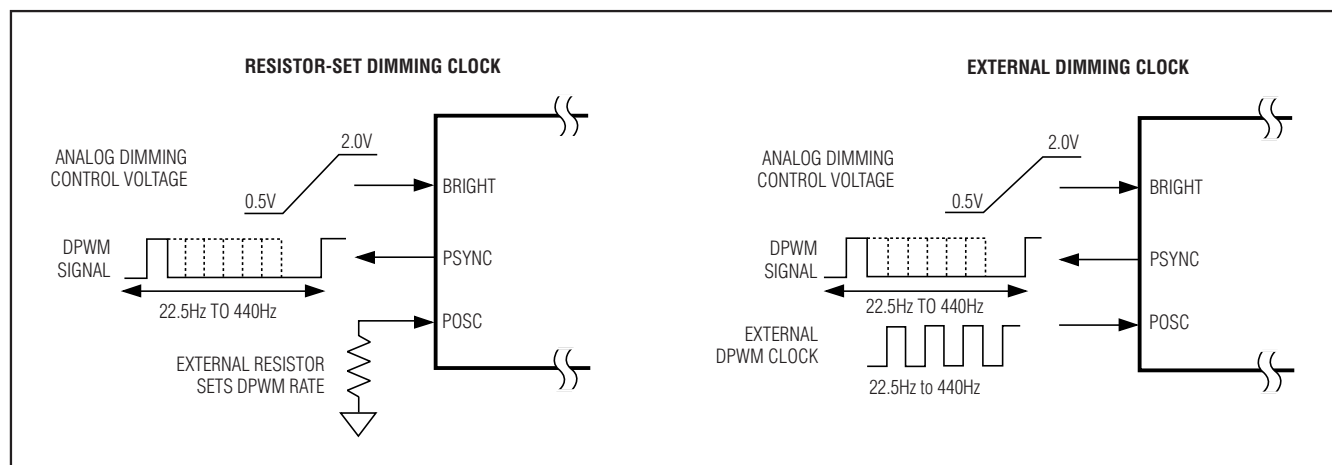 RESISTOR-SET DIMMING CLOCK
ANALOG DIMMING
CONTROL VOLTAGE
2.0V
0.5V
BRIGHT
DPWM
SIGNAL
PSYNC
22.5Hz TO 440Hz
POSC
EXTERNAL RESISTOR
SETS DPWM RATE
EXTERNAL DIMMING CLOCK
ANALOG DIMMING
CONTROL VOLTAGE
2.0V
0.5V
BRIGHT
DPWM
SIGNAL
PSYNC
22.5Hz TO 440Hz
EXTERNAL
DPWM CLOCK
POSC
22.5Hz to 440Hz